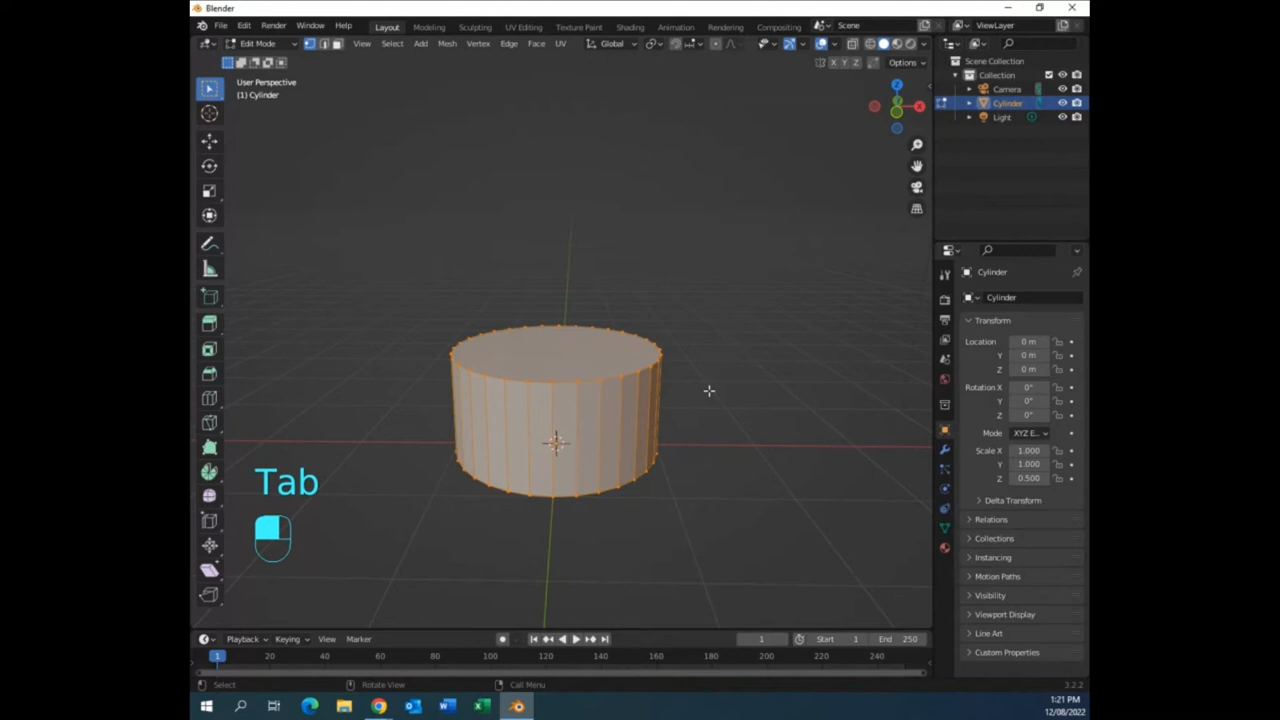 Blender
File Edit Render Window Help Layout Modeling Sculpting UV Editing Texture Paint Shading Animation Rendering Compositing Scene ViewLayer
Edit Mode View Select Add Mesh Vertex Edge Face UV Global
X Y Z Options
User Perspective
(1) Cylinder
Z
X
Scene Collection
Collection
Camera
Cylinder
Light
Cylinder
Cylinder
Transform
Location 0 m
Y 0 m
Z 0 m
Rotation X 0°
Y 0°
Z 0°
Mode XYZ E...
Scale X 1.000
Y 1.000
Z 0.500
Delta Transform
Relations
Collections
Instancing
Motion Paths
Visibility
Viewport Display
Line Art
Custom Properties
Tab
Playback Keying View Marker 1 Start 1 End 250
1 20 40 60 80 100 120 140 160 180 200 220 240
Select Rotate View Call Menu 3.2.2
1:21 PM
12/08/2022